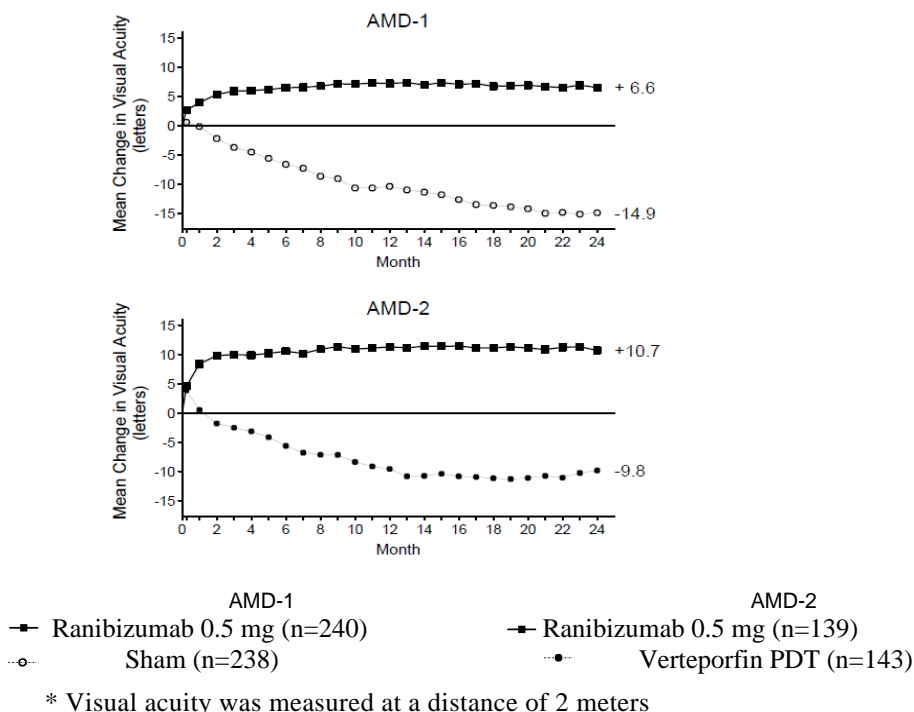 AMD-1
Mean Change in Visual Acuity
(letters)
15
10
5
0
-5
-10
-15
+ 6.6
-14.9
0 2 4 6 8 10 12 14 16 18 20 22 24
Month
AMD-2
Mean Change in Visual Acuity
(letters)
15
10
5
0
-5
-10
-15
+10.7
-9.8
0 2 4 6 8 10 12 14 16 18 20 22 24
Month
AMD-1 AMD-2
Ranibizumab 0.5 mg (n=240) Ranibizumab 0.5 mg (n=139)
Sham (n=238) Verteporfin PDT (n=143)
* Visual acuity was measured at a distance of 2 meters